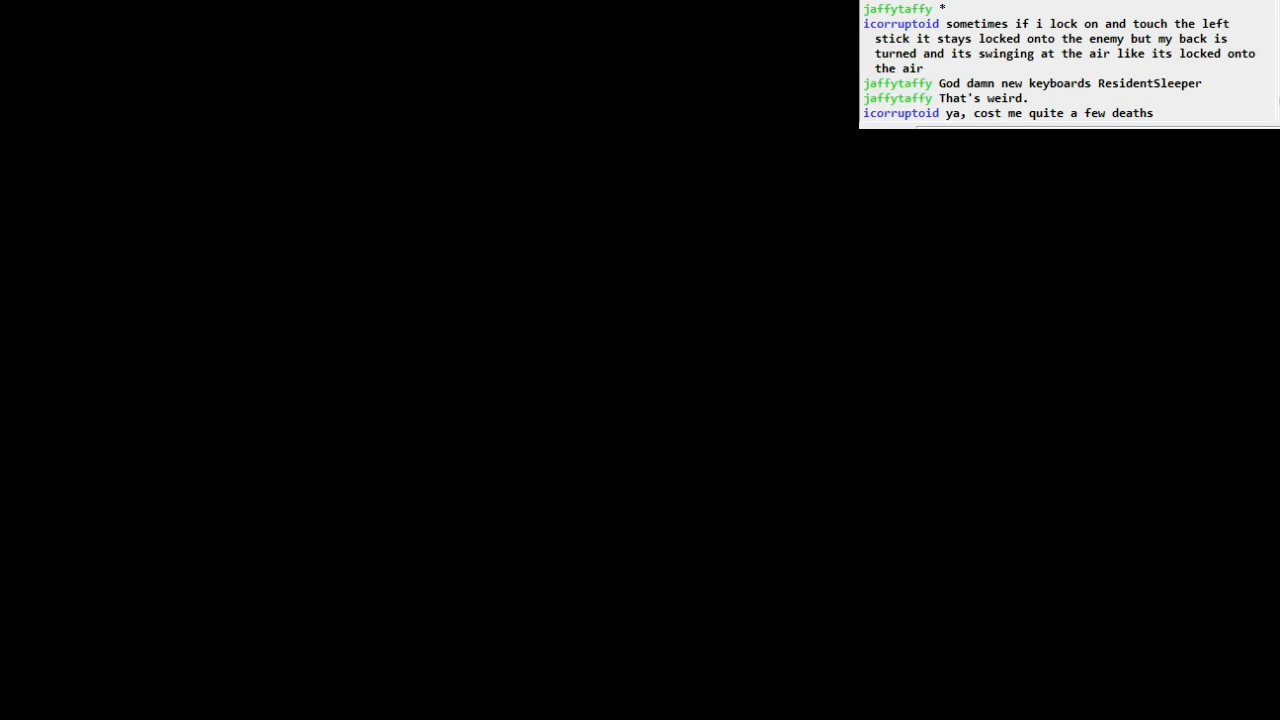 jaffytaffy *
icorruptoid sometimes if i lock on and touch the left
stick it stays locked onto the enemy but my back is
turned and its swinging at the air like its locked onto
the air
jaffytaffy God damn new keyboards ResidentSleeper
jaffytaffy That's weird.
icorruptoid ya, cost me quite a few deaths